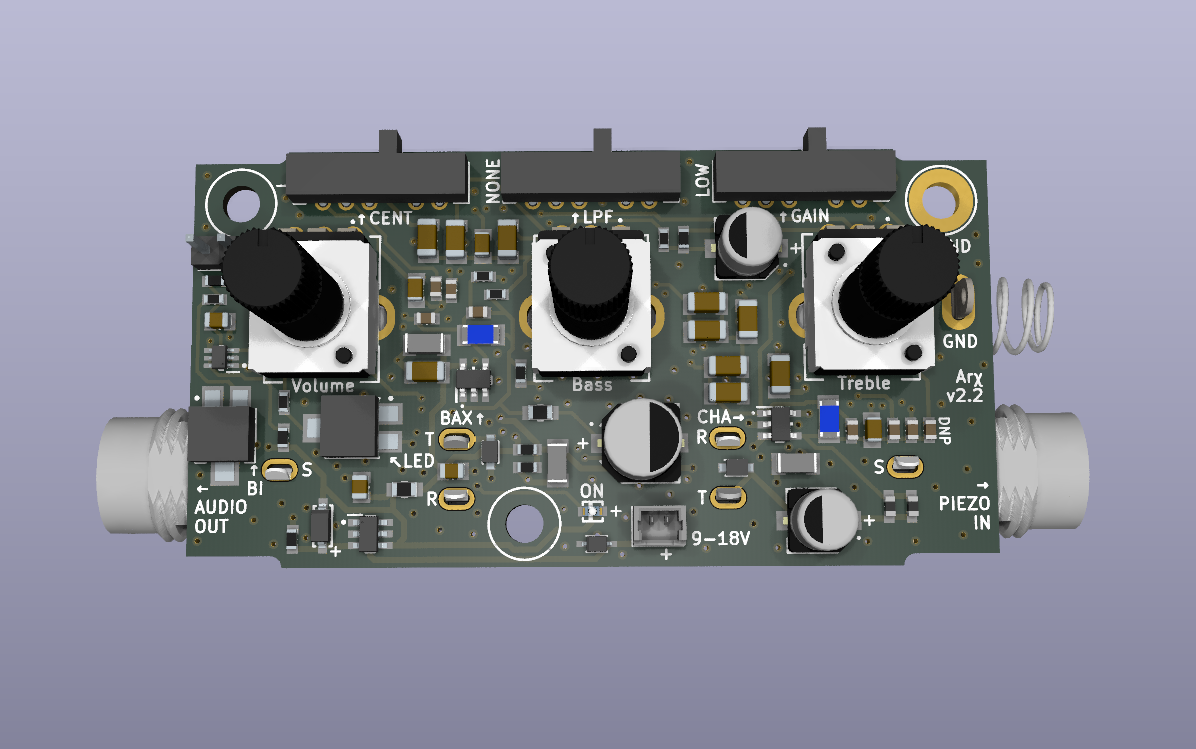 NONE
LOW
↑CENT
↑LPF
↑GAIN
GND
Volume
Bass
Treble
Arx
v2.2
BAX↑
CHA→
T
R
DNP
↖LED
S
S
↑
BI
←
AUDIO
OUT
R
ON
+
T
→
PIEZO
IN
9-18V
+
+
+
+
+